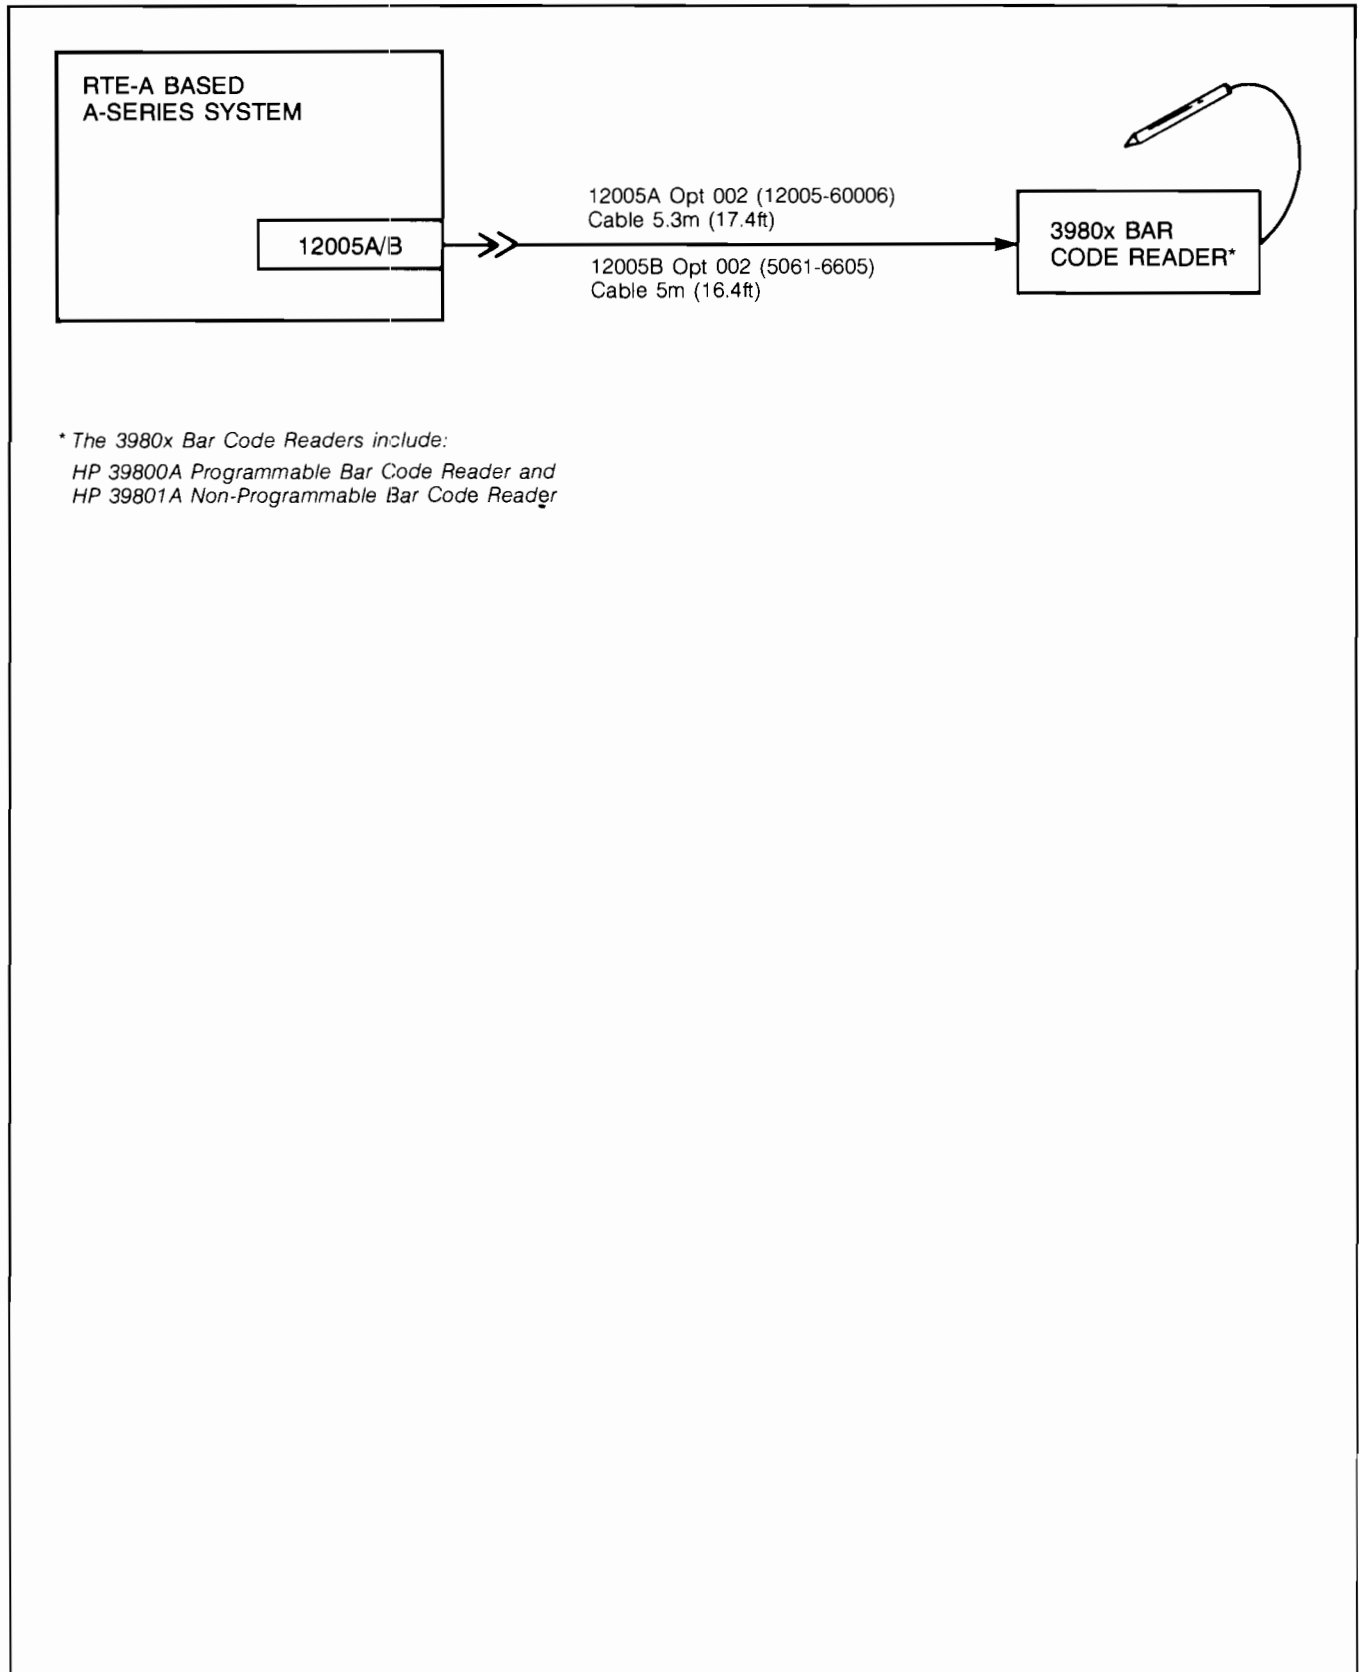 RTE-A BASED
A-SERIES SYSTEM
12005A/B
12005A Opt 002 (12005-60006)
Cable 5.3m (17.4ft)
12005B Opt 002 (5061-6605)
Cable 5m (16.4ft)
3980x BAR
CODE READER*
* The 3980x Bar Code Readers include:
HP 39800A Programmable Bar Code Reader and
HP 39801A Non-Programmable Bar Code Reader